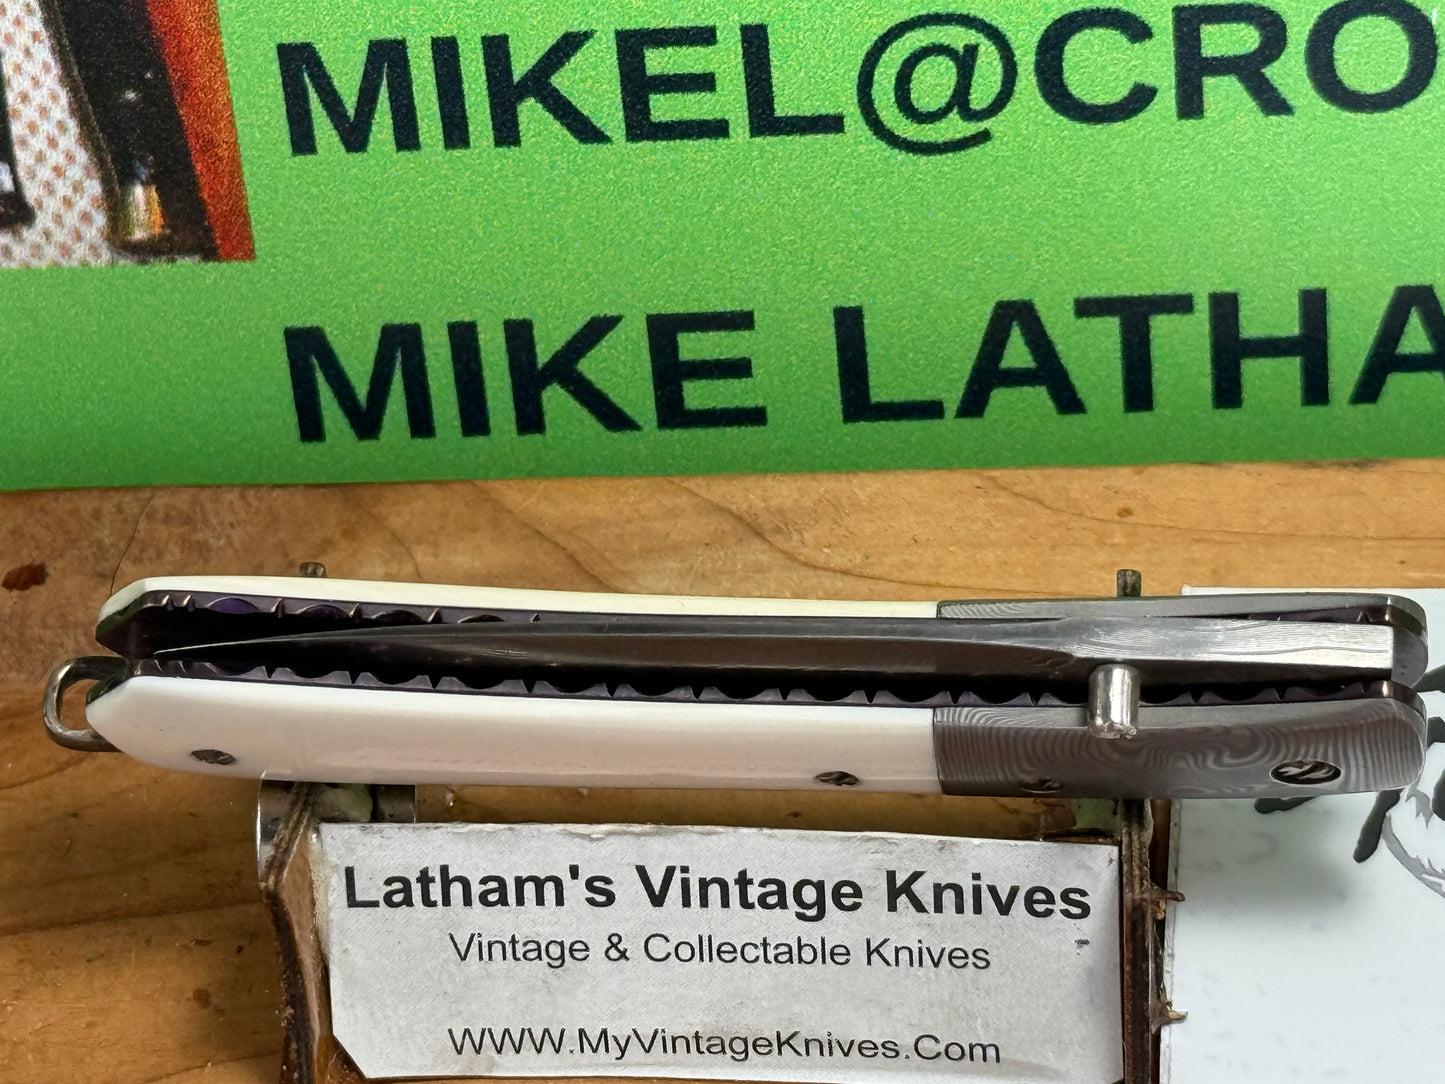 MIKEL@CRO
MIKE LATHA
Latham's Vintage Knives
Vintage & Collectable Knives
WWW.MyVintageKnives.Com